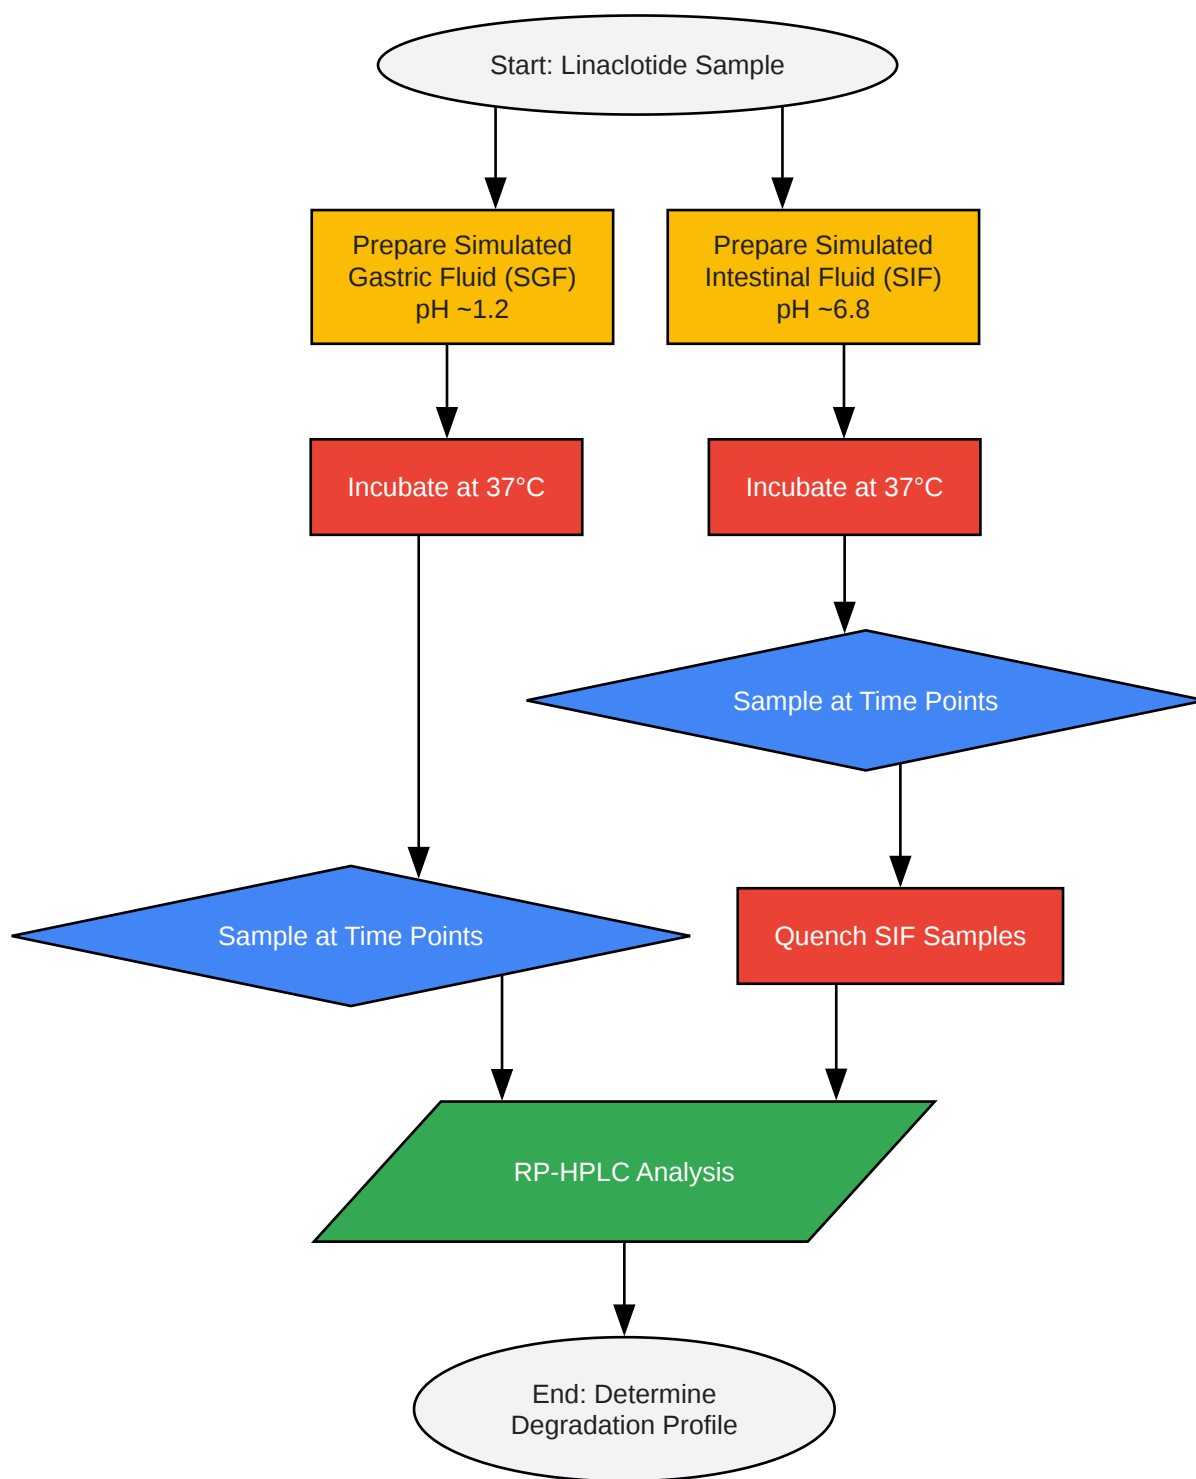 Start: Linaclotide Sample
Prepare Simulated
Gastric Fluid (SGF)
pH ~1.2
Prepare Simulated
Intestinal Fluid (SIF)
pH ~6.8
Incubate at 37°C
Incubate at 37°C
Sample at Time Points
Sample at Time Points
Quench SIF Samples
RP-HPLC Analysis
End: Determine
Degradation Profile